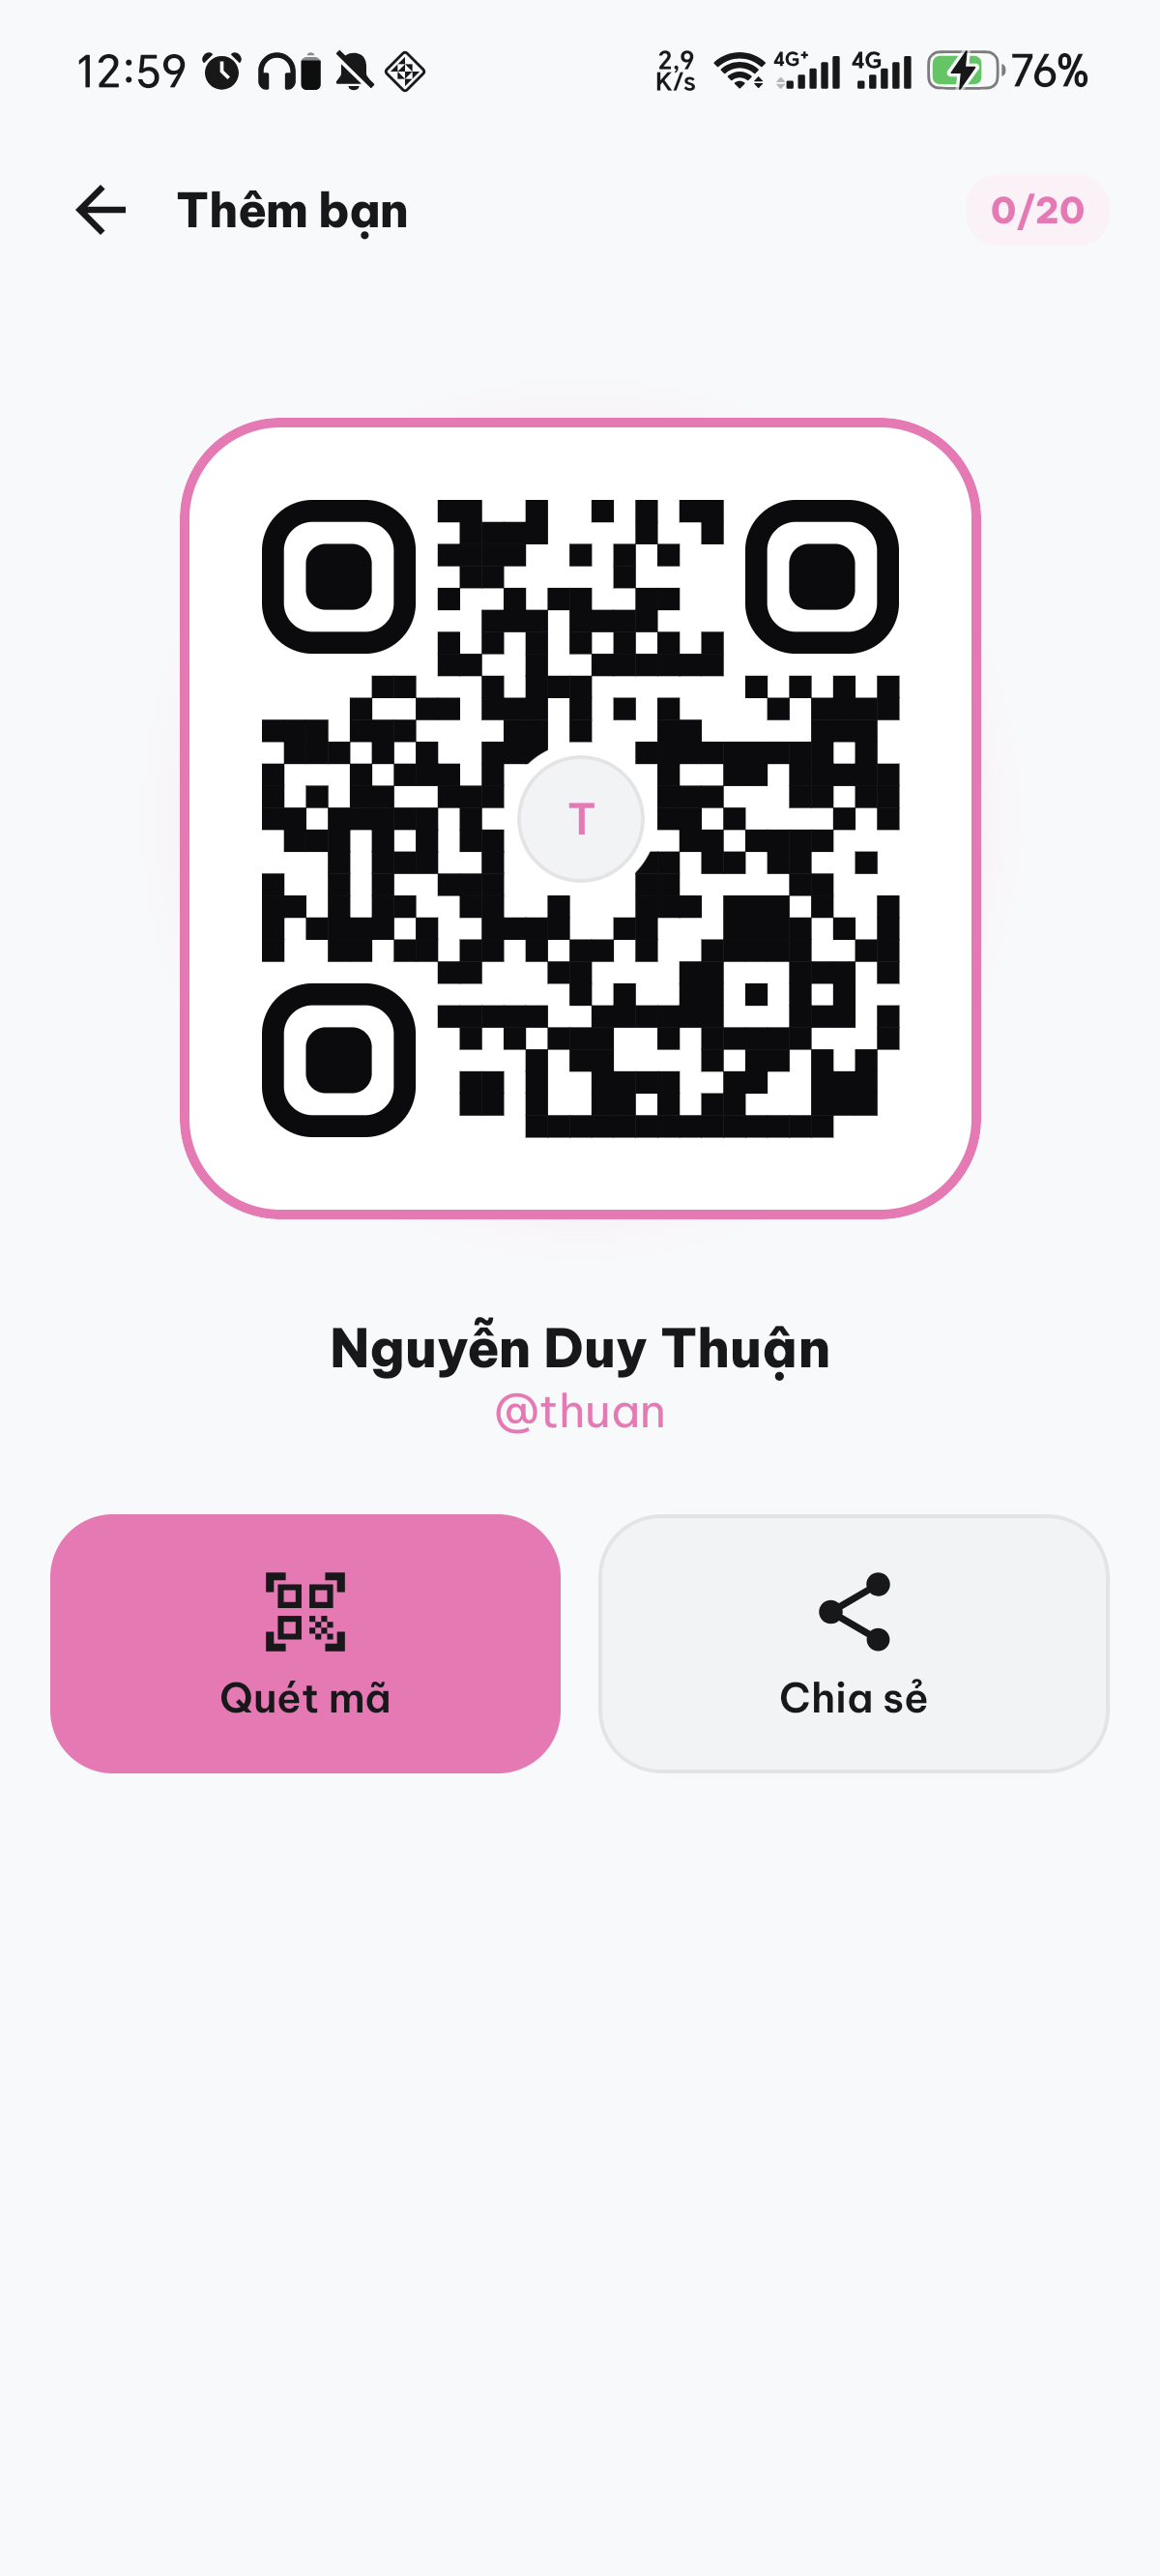 12:59 2,9 K/s 4G+ 4G 76%
Thêm bạn 0/20
T
Nguyễn Duy Thuận
@thuan
Quét mã Chia sẻ